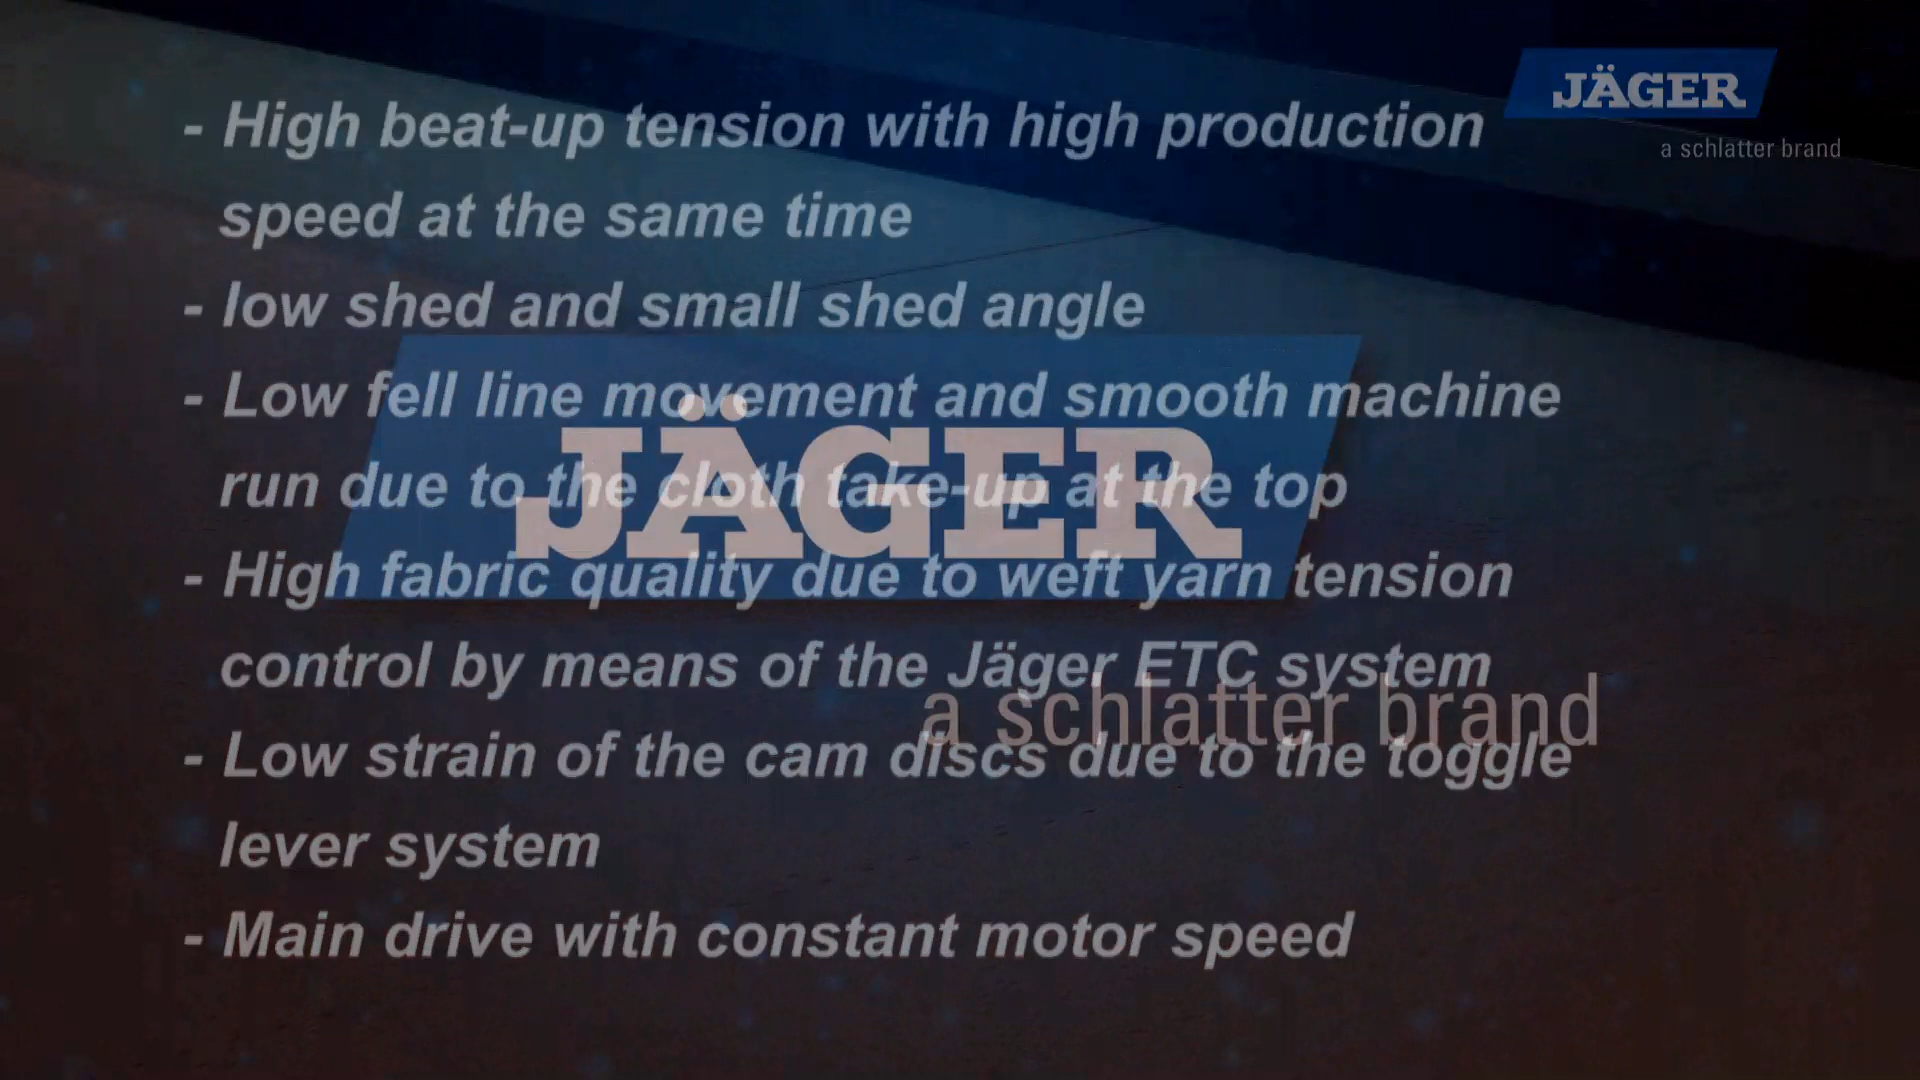 JÄGER
a schlatter brand
- High beat-up tension with high production
speed at the same time
- low shed and small shed angle
- Low fell line movement and smooth machine
run due to the cloth take-up at the top
- High fabric quality due to weft yarn tension
control by means of the Jäger ETC system
- Low strain of the cam discs due to the toggle
lever system
- Main drive with constant motor speed
JÄGER
a schlatter brand